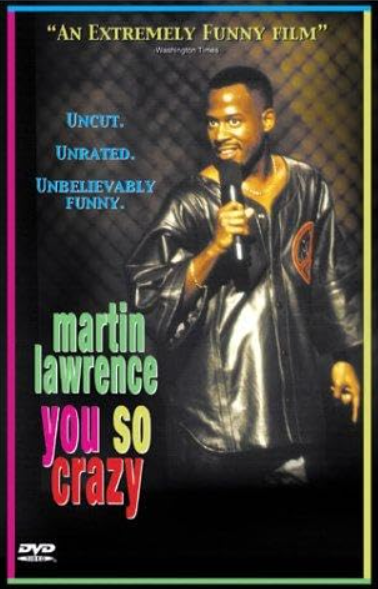 “AN EXTREMELY FUNNY FILM”
Washington Times
UNCUT.
UNRATED.
UNBELIEVABLY
FUNNY.
martin
lawrence
you so
crazy
DVD
VIDEO